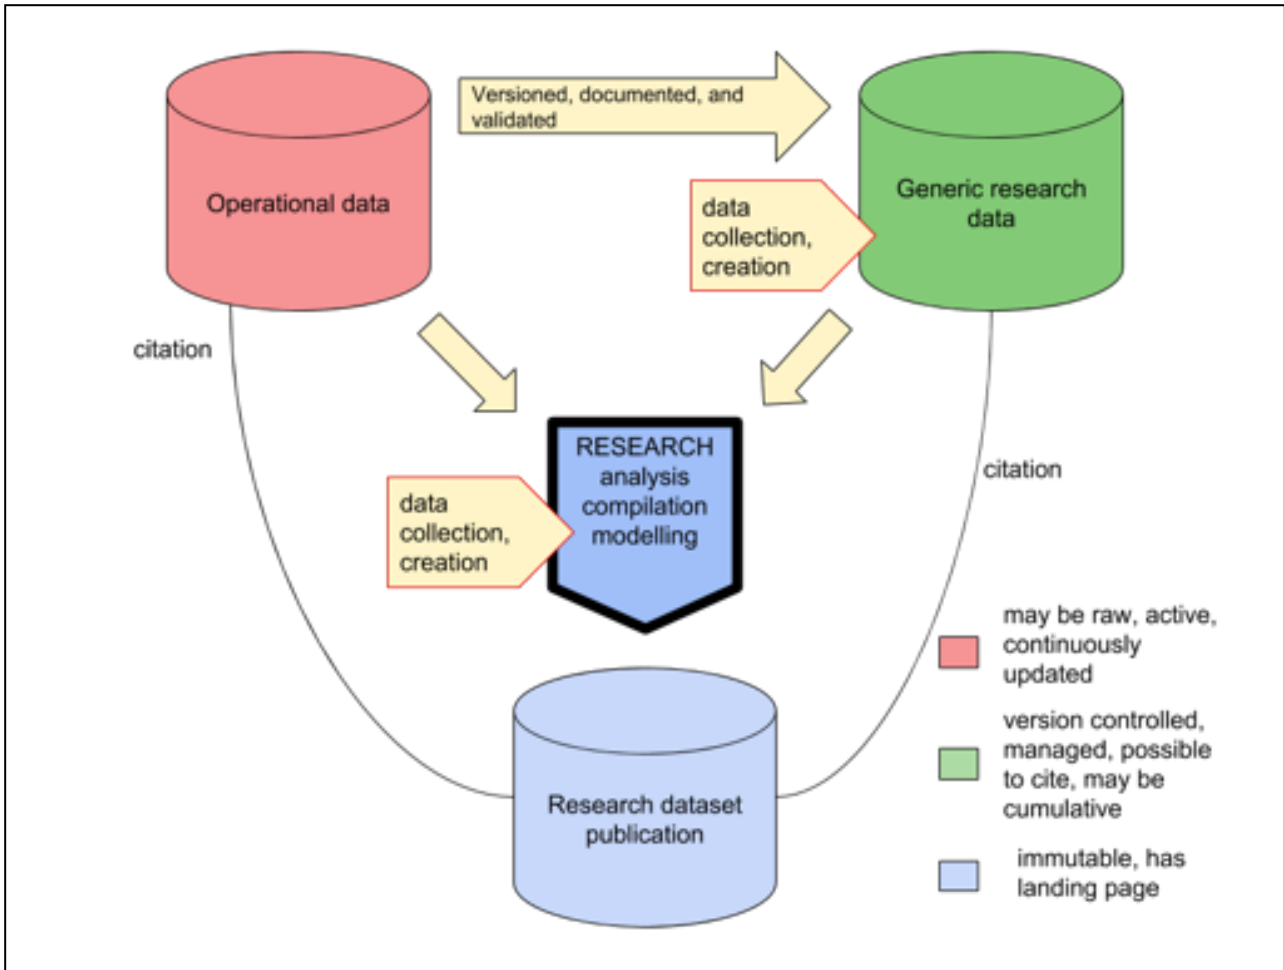 Versioned, documented, and
validated
Operational data
Generic research
data
data
collection,
creation
citation
RESEARCH
analysis
compilation
modelling
citation
data
collection,
creation
may be raw, active,
continuously
updated
version controlled,
managed, possible
to cite, may be
cumulative
Research dataset
publication
immutable, has
landing page